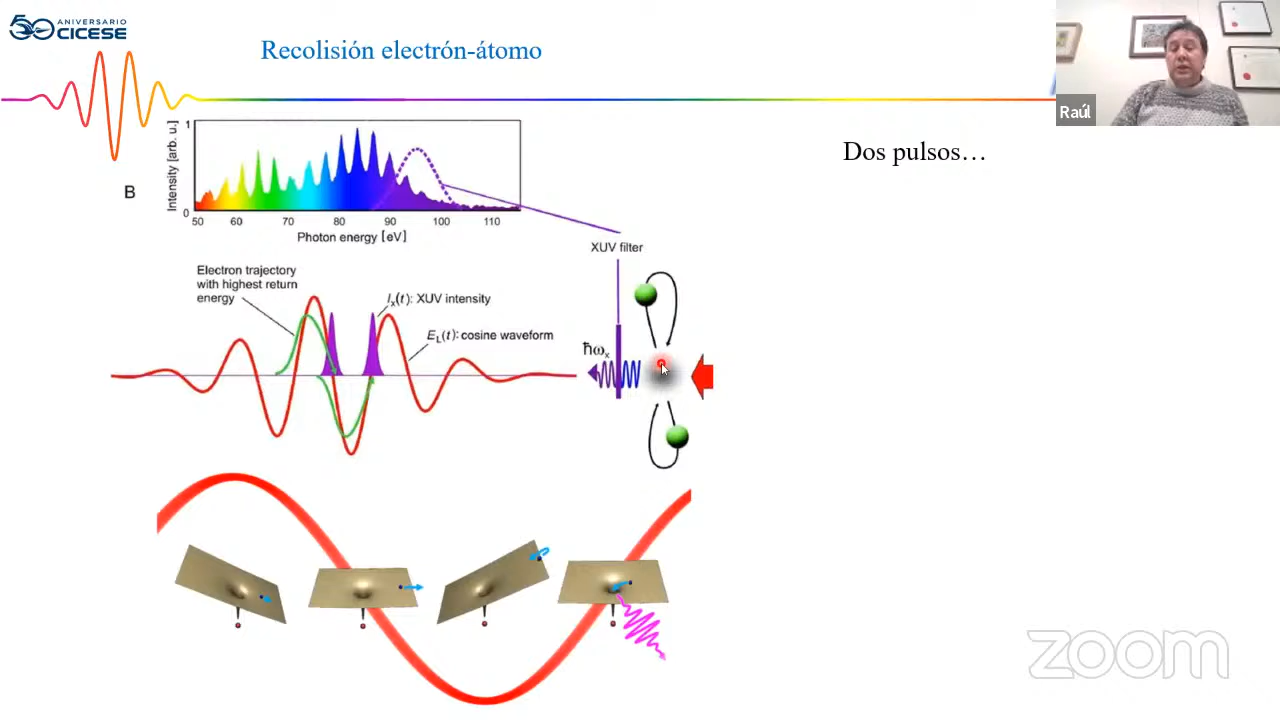 50 ANIVERSARIO
CICESE
Recolisión electrón-átomo
Raúl
Dos pulsos…
B
Intensity [arb. u.]
1
0
50 60 70 80 90 100 110
Photon energy [eV]
XUV filter
Electron trajectory
with highest return
energy
Iₓ(t): XUV intensity
E_L(t): cosine waveform
ħωₓ
zoom